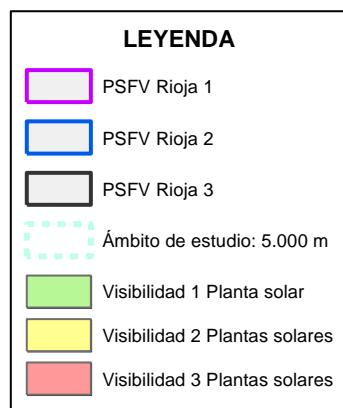 LEYENDA
PSFV Rioja 1
PSFV Rioja 2
PSFV Rioja 3
Ámbito de estudio: 5.000 m
Visibilidad 1 Planta solar
Visibilidad 2 Plantas solares
Visibilidad 3 Plantas solares